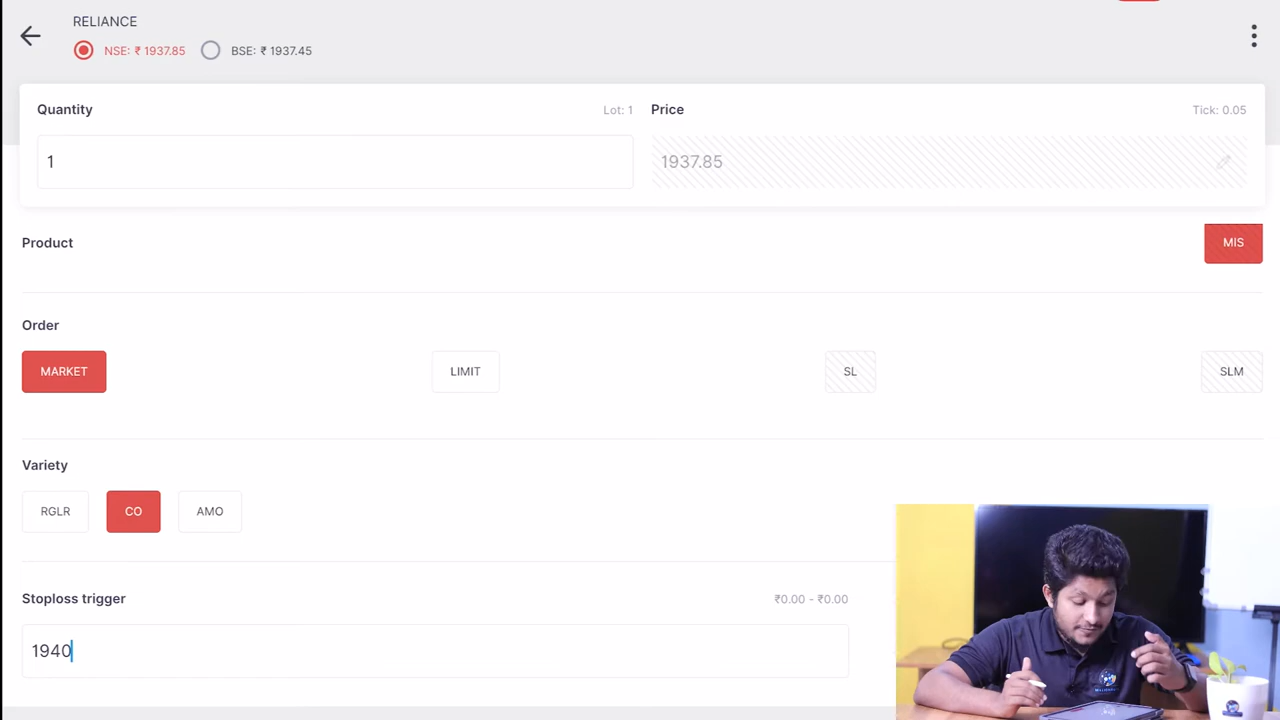 RELIANCE
NSE: ₹ 1937.85 BSE: ₹ 1937.45
Quantity Lot: 1 Price Tick: 0.05
1 1937.85
Product MIS
Order
MARKET LIMIT SL SLM
Variety
RGLR CO AMO
Stoploss trigger ₹0.00 - ₹0.00
1940